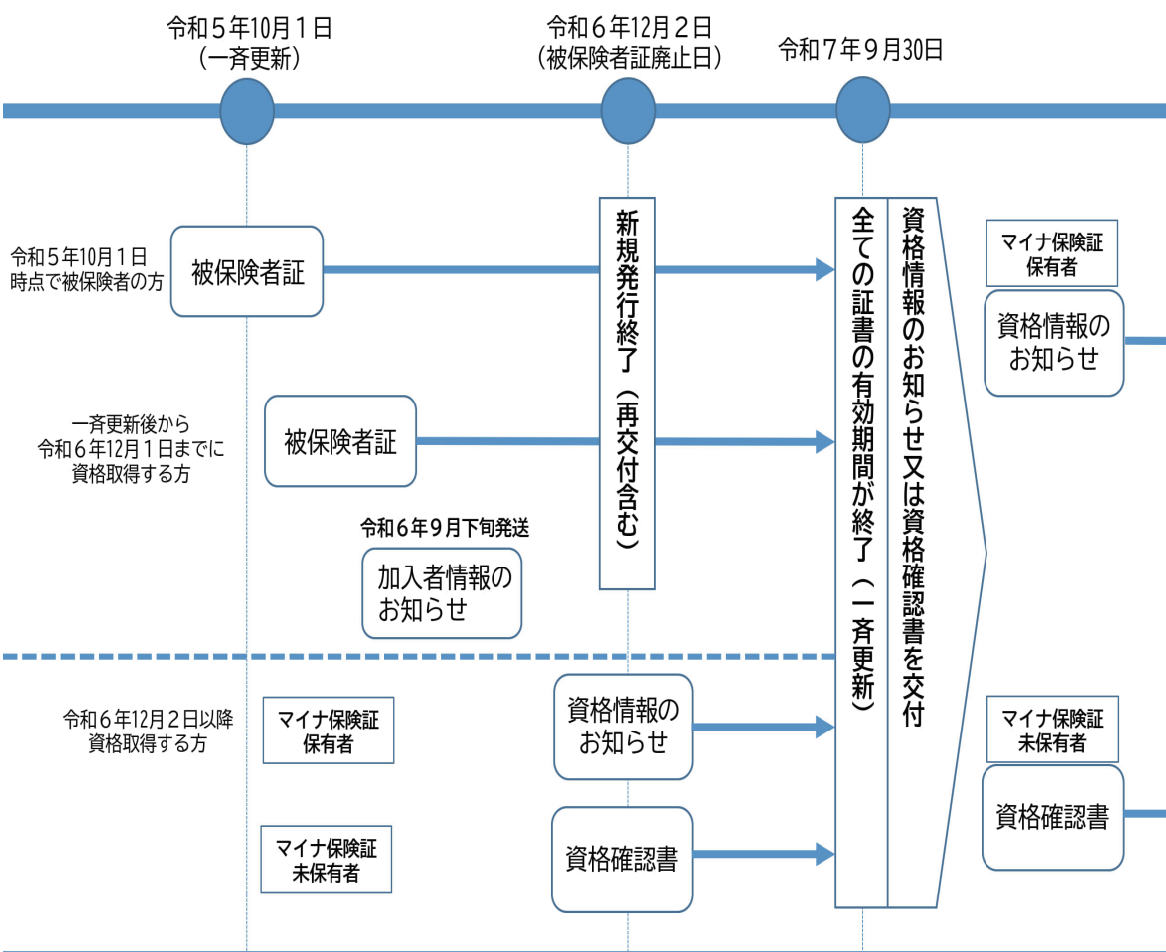 令和５年10月１日
（一斉更新）
令和６年12月２日
（被保険者証廃止日）
令和７年９月30日
令和５年10月１日
時点で被保険者の方
被保険者証
新規発行終了（再交付含む）
全ての証書の有効期間が終了（一斉更新）
資格情報のお知らせ又は資格確認書を交付
マイナ保険証
保有者
資格情報の
お知らせ
一斉更新後から
令和６年12月１日までに
資格取得する方
被保険者証
令和６年９月下旬発送
加入者情報の
お知らせ
令和６年12月２日以降
資格取得する方
マイナ保険証
保有者
資格情報の
お知らせ
マイナ保険証
未保有者
資格確認書
マイナ保険証
未保有者
資格確認書